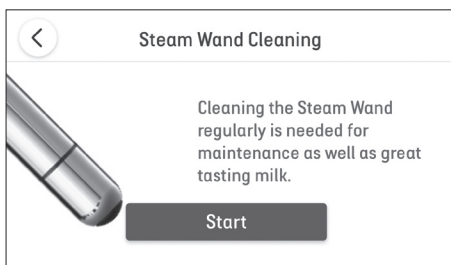 Steam Wand Cleaning
Cleaning the Steam Wand
regularly is needed for
maintenance as well as great
tasting milk.
Start